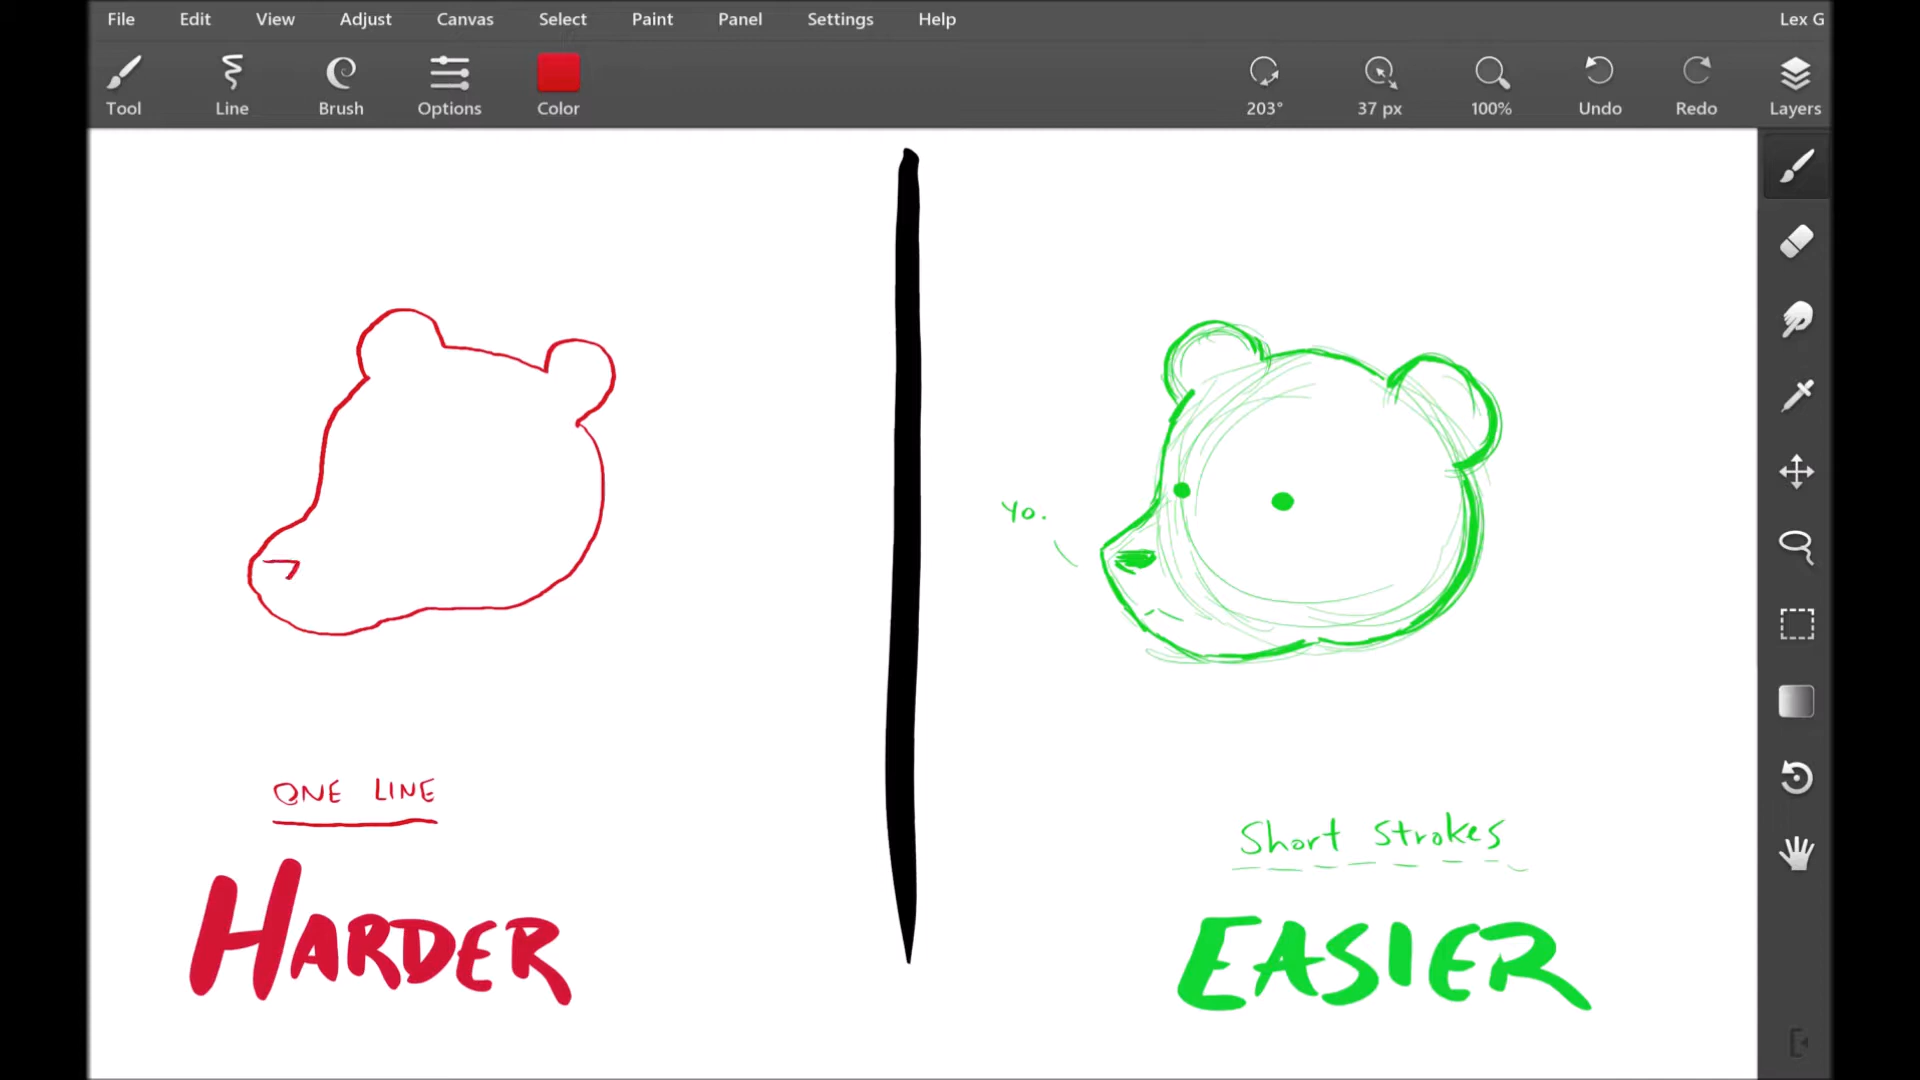 File Edit View Adjust Canvas Select Paint Panel Settings Help Lex G
Tool Line Brush Options Color 203° 37 px 100% Undo Redo Layers
Yo.
ONE LINE
HARDER
Short Strokes
EASIER